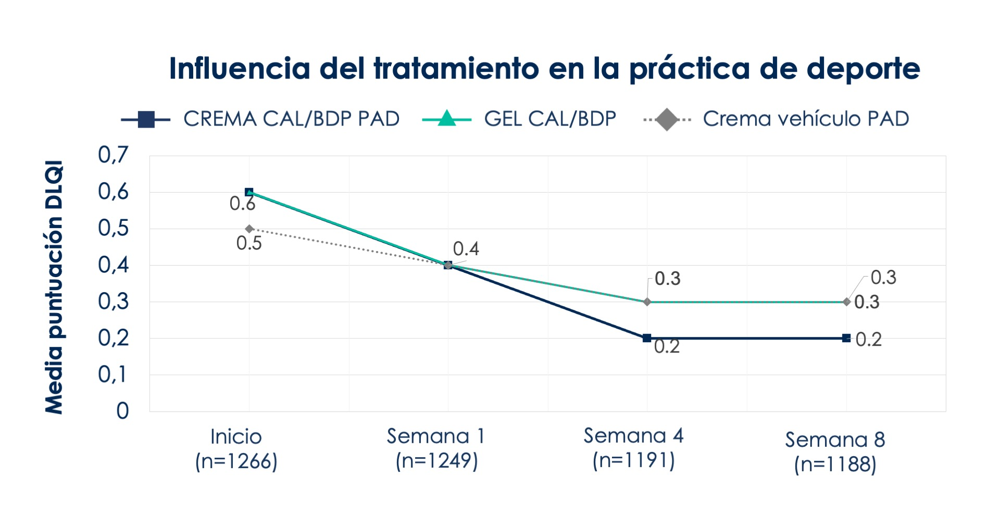 Influencia del tratamiento en la práctica de deporte
CREMA CAL/BDP PAD
GEL CAL/BDP
Crema vehículo PAD
Media puntuación DLQI
0,7
0,6
0,5
0,4
0,3
0,2
0,1
0
0.6
0.5
0.4
0.3
0.2
0.3
0.3
0.2
Inicio
(n=1266)
Semana 1
(n=1249)
Semana 4
(n=1191)
Semana 8
(n=1188)